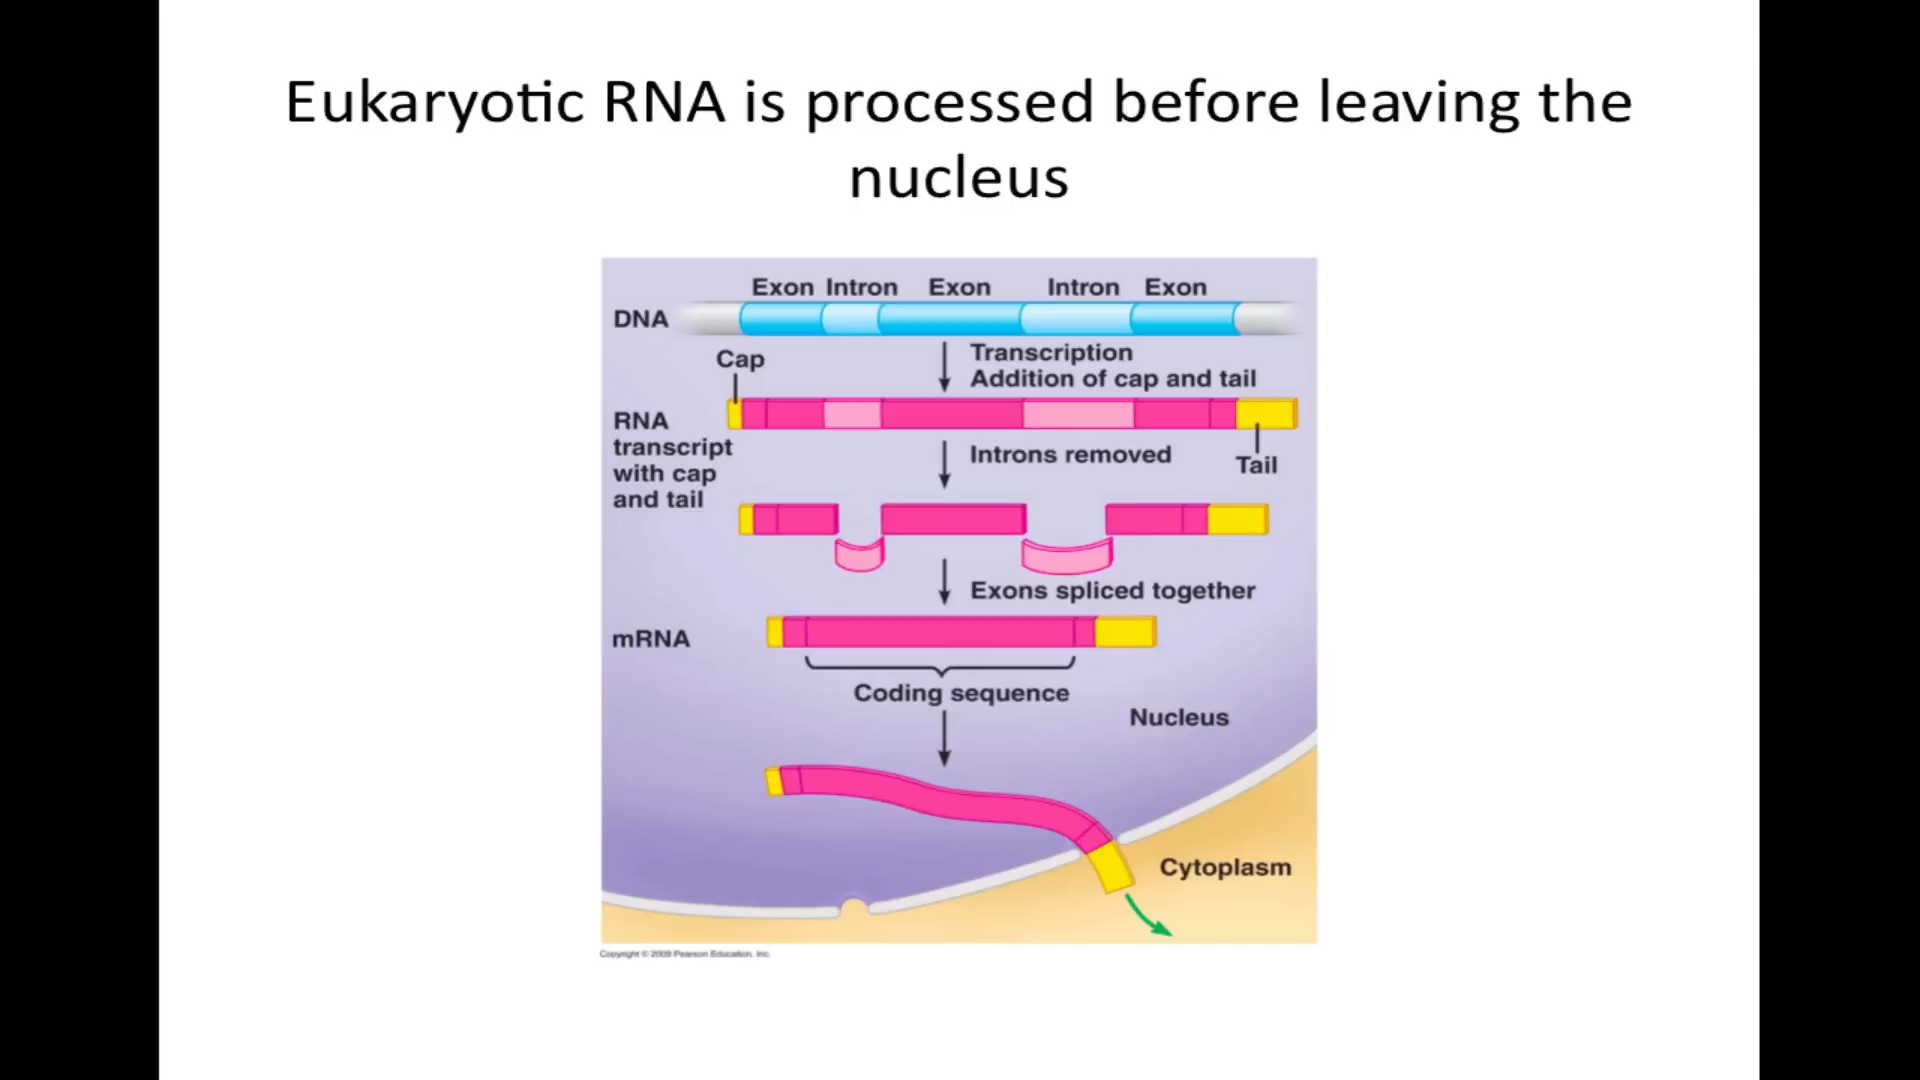 Eukaryotic RNA is processed before leaving the
nucleus
Exon Intron Exon Intron Exon
DNA
Transcription
Addition of cap and tail
Cap
RNA
transcript
with cap
and tail
Introns removed
Tail
Exons spliced together
mRNA
Coding sequence
Nucleus
Cytoplasm
Copyright © 2009 Pearson Education, Inc.